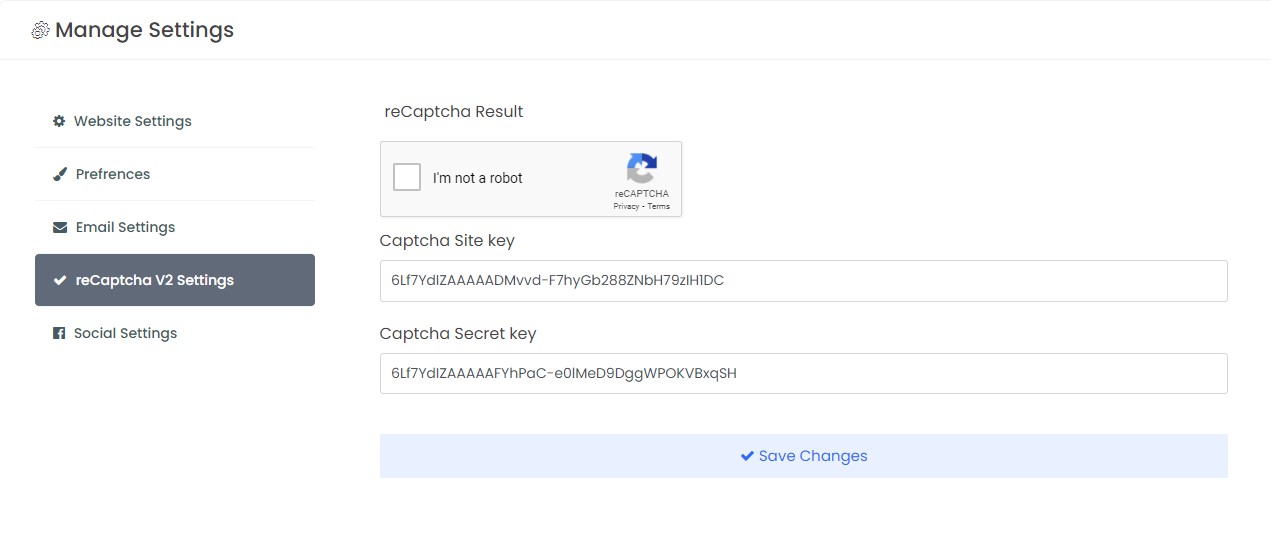 Manage Settings
Website Settings
Prefrences
Email Settings
reCaptcha V2 Settings
Social Settings
reCaptcha Result
I'm not a robot
reCAPTCHA
Privacy - Terms
Captcha Site key
6Lf7YdIZAAAAADMvvd-F7hyGb288ZNbH79zIH1DC
Captcha Secret key
6Lf7YdIZAAAAAFYhPaC-e0lMeD9DggWPOKVBxqSH
Save Changes